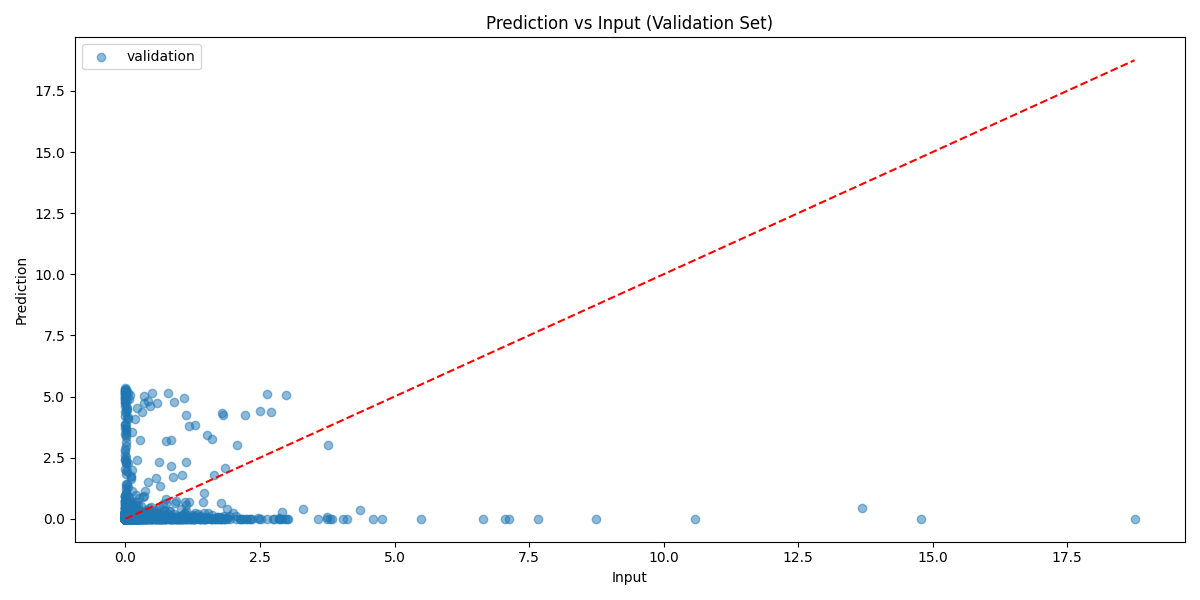 Prediction vs Input (Validation Set)
validation
17.5
15.0
12.5
10.0
7.5
5.0
2.5
0.0
Prediction
0.0 2.5 5.0 7.5 10.0 12.5 15.0 17.5
Input